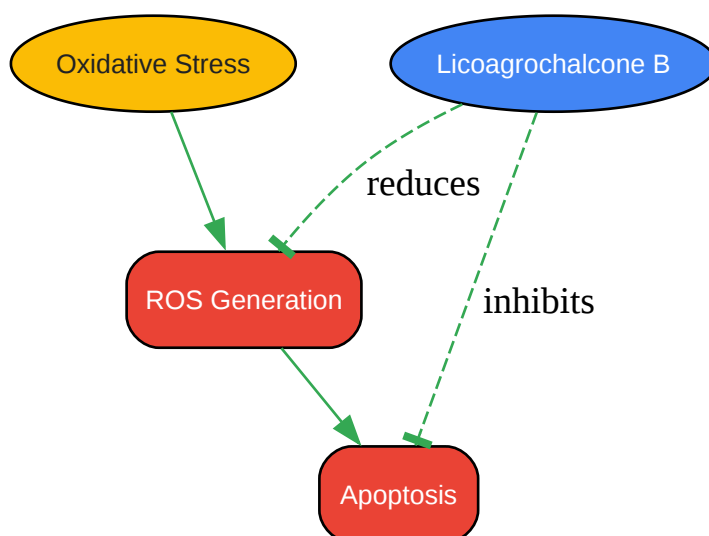 Oxidative Stress
Licoagrochalcone B
reduces
ROS Generation
inhibits
Apoptosis